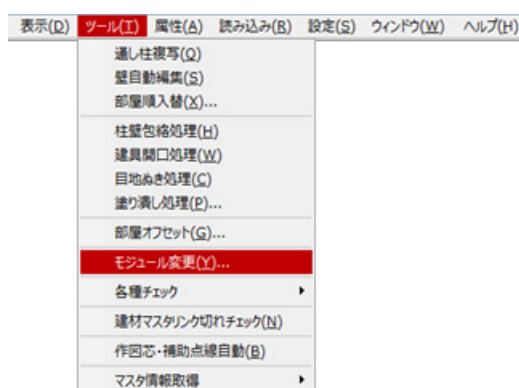 表示(D) ツール(T) 属性(A) 読み込み(R) 設定(S) ウィンドウ(W) ヘルプ(H)
通し柱複写(Q)
壁自動編集(S)
部屋順入替(X)...
柱壁包絡処理(H)
建具開口処理(W)
目地ぬき処理(C)
塗り潰し処理(P)...
部屋オフセット(G)...
モジュール変更(Y)...
各種チェック
建材マスタリンク切れチェック(N)
作図芯・補助点線自動(B)
マスタ情報取得